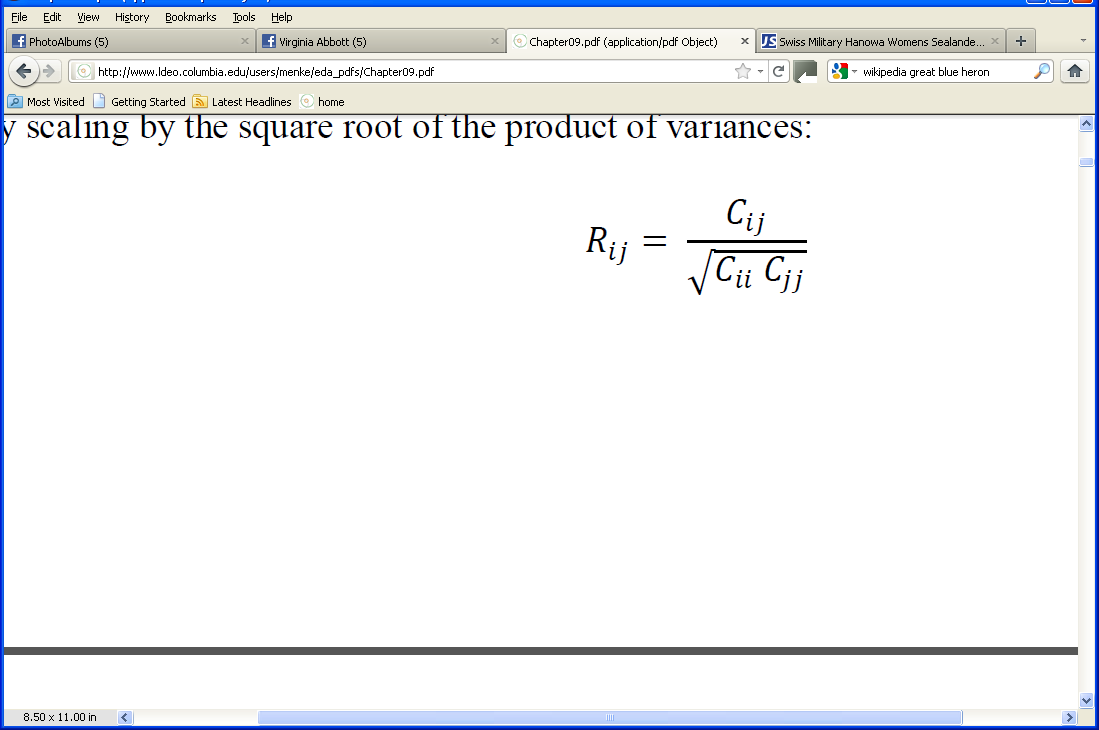 File Edit View History Bookmarks Tools Help
PhotoAlbums (5) Virginia Abbott (5) Chapter09.pdf (application/pdf Object) JS Swiss Military Hanowa Womens Sealande...
http://www.ldeo.columbia.edu/users/menke/eda_pdfs/Chapter09.pdf wikipedia great blue heron
Most Visited Getting Started Latest Headlines home
y scaling by the square root of the product of variances:
R_ij = C_ij / √(C_ii C_jj)
8.50 x 11.00 in